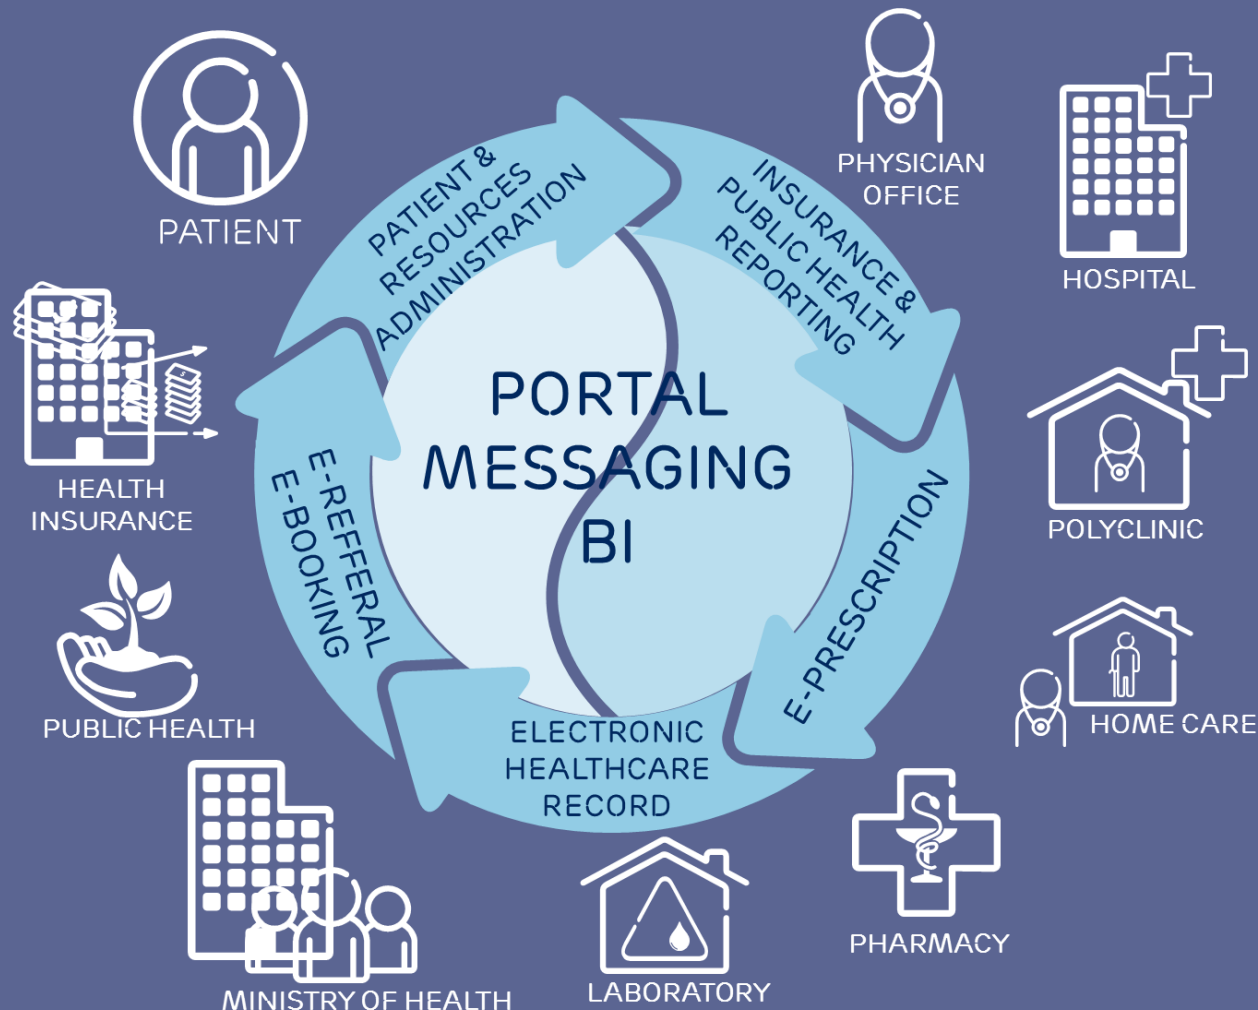 PATIENT
PHYSICIAN
OFFICE
HOSPITAL
PATIENT &
RESOURCES
ADMINISTRATION
INSURANCE &
PUBLIC HEALTH
REPORTING
HEALTH
INSURANCE
PORTAL
MESSAGING
BI
POLYCLINIC
E-REFFERAL
E-BOOKING
E-PRESCRIPTION
PUBLIC HEALTH
HOME CARE
ELECTRONIC
HEALTHCARE
RECORD
PHARMACY
LABORATORY
MINISTRY OF HEALTH